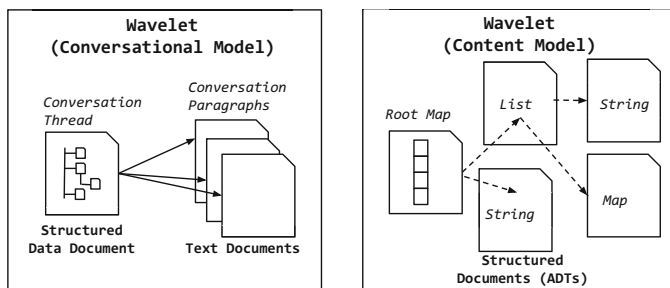 Wavelet
(Conversational Model)
Conversation
Thread
Conversation
Paragraphs
Structured
Data Document
Text Documents
Wavelet
(Content Model)
Root Map
List
String
String
Map
Structured
Documents (ADTs)